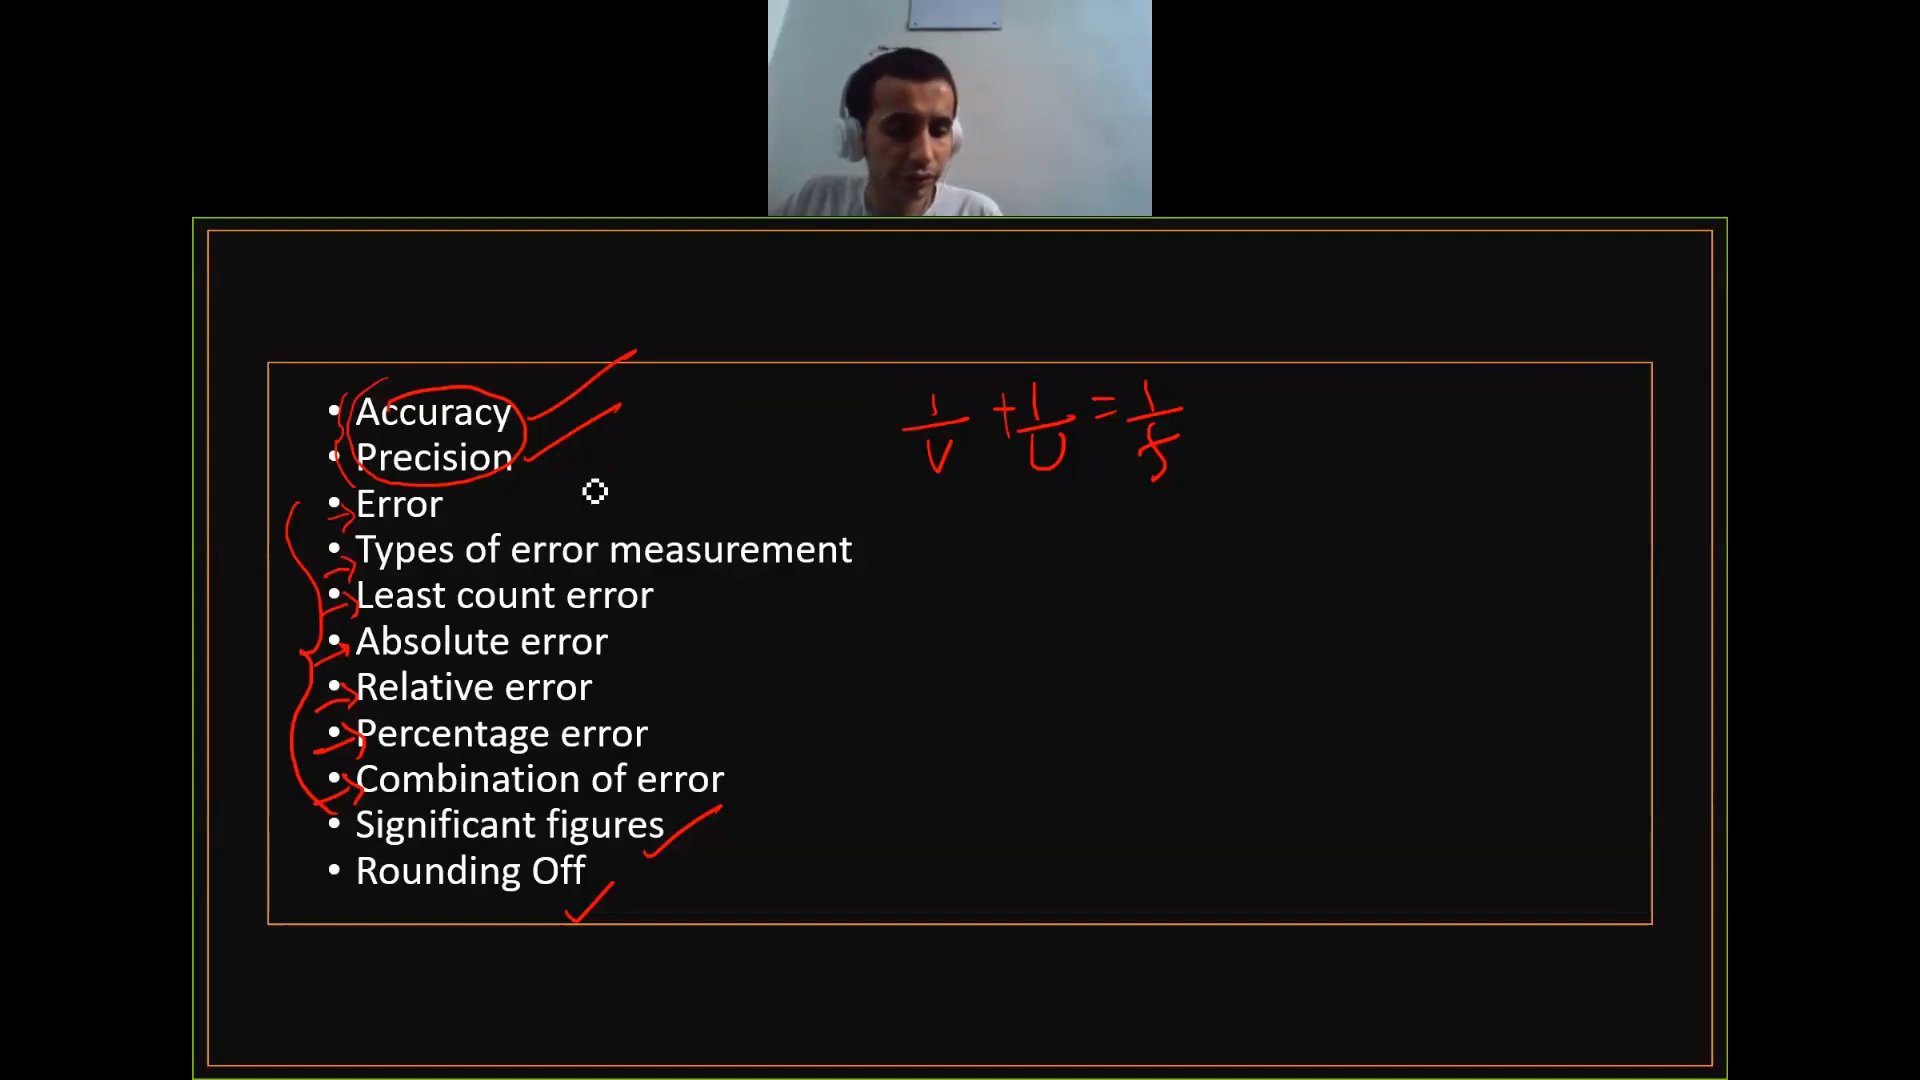 • Accuracy
• Precision
• Error
• Types of error measurement
• Least count error
• Absolute error
• Relative error
• Percentage error
• Combination of error
• Significant figures
• Rounding Off
1/v + 1/u = 1/f